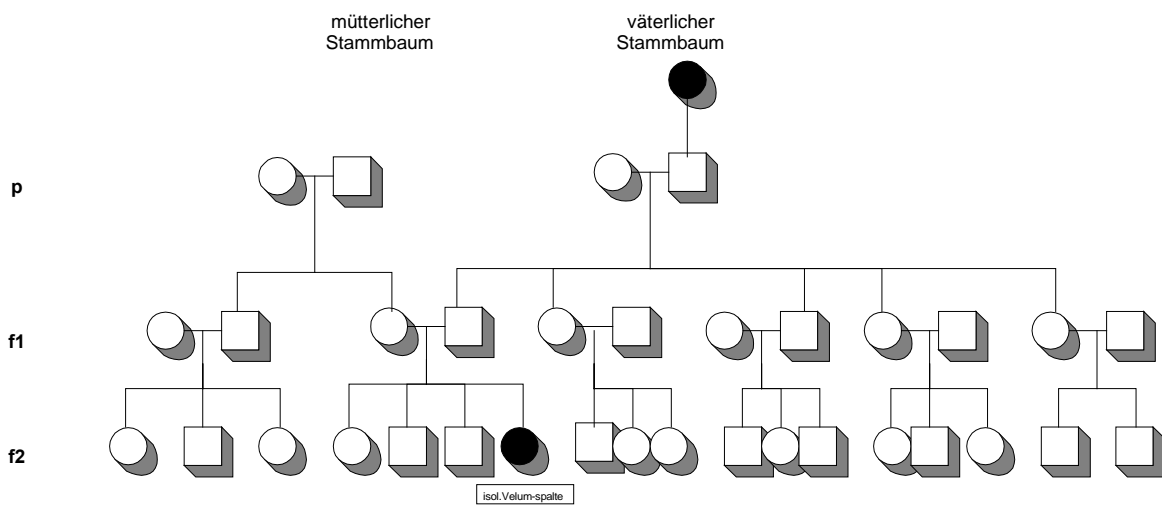 mütterlicher
Stammbaum
väterlicher
Stammbaum
p
f1
f2
isol.Velum-spalte